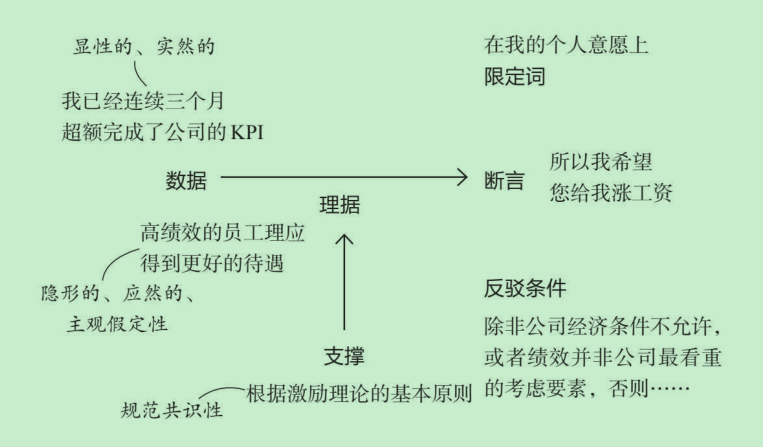 显性的、实然的
我已经连续三个月
超额完成了公司的KPI
在我的个人意愿上
限定词
数据
理据
断言
所以我希望
您给我涨工资
高绩效的员工理应
得到更好的待遇
隐形的、应然的、
主观假定性
支撑
根据激励理论的基本原则
规范共识性
反驳条件
除非公司经济条件不允许，
或者绩效并非公司最看重
的考虑要素，否则……